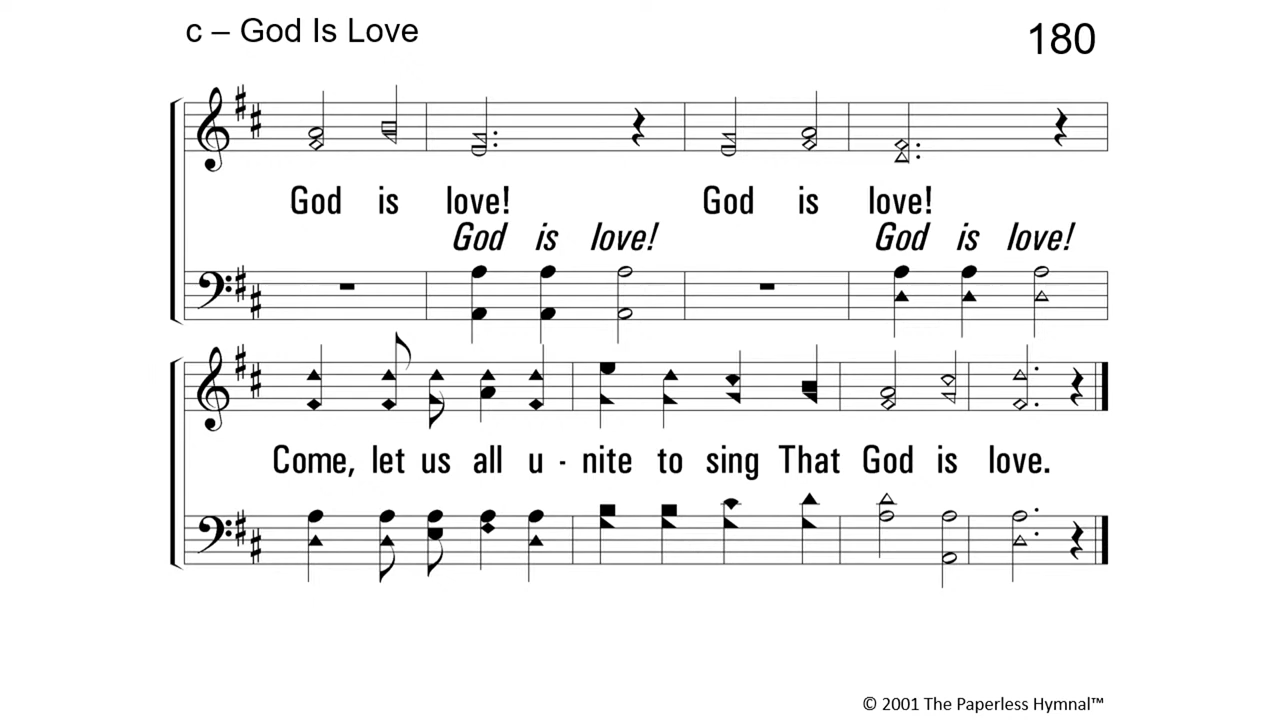 c – God Is Love
180
God is love! God is love!
God is love! God is love!
Come, let us all u - nite to sing That God is love.
© 2001 The Paperless Hymnal™